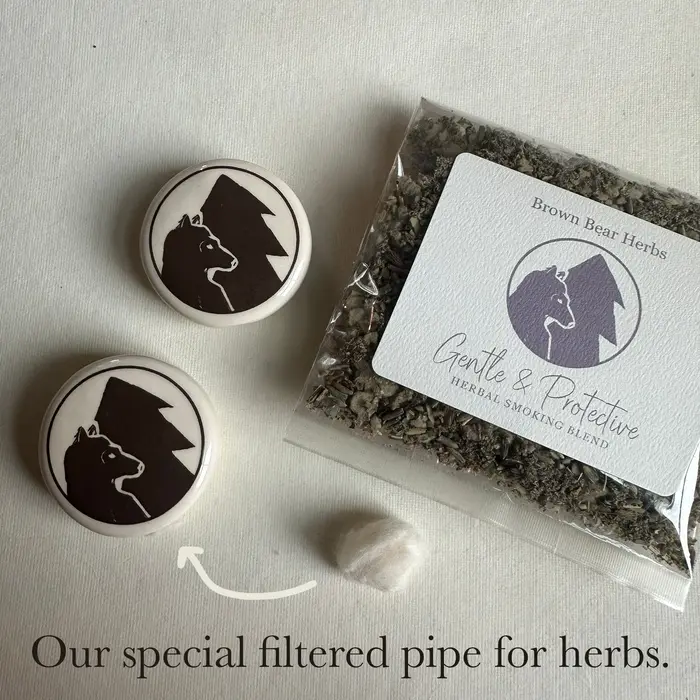 Brown Bear Herbs
Gentle & Protective
HERBAL SMOKING BLEND
Our special filtered pipe for herbs.